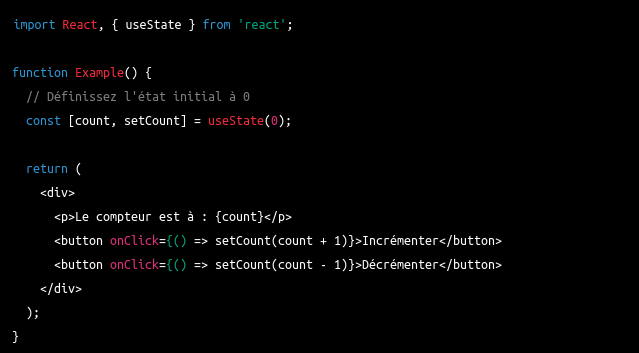 import React, { useState } from 'react';
function Example() {
// Définissez l'état initial à 0
const [count, setCount] = useState(0);
return (
<div>
<p>Le compteur est à : {count}</p>
<button onClick={() => setCount(count + 1)}>Incrémenter</button>
<button onClick={() => setCount(count - 1)}>Décrémenter</button>
</div>
);
}